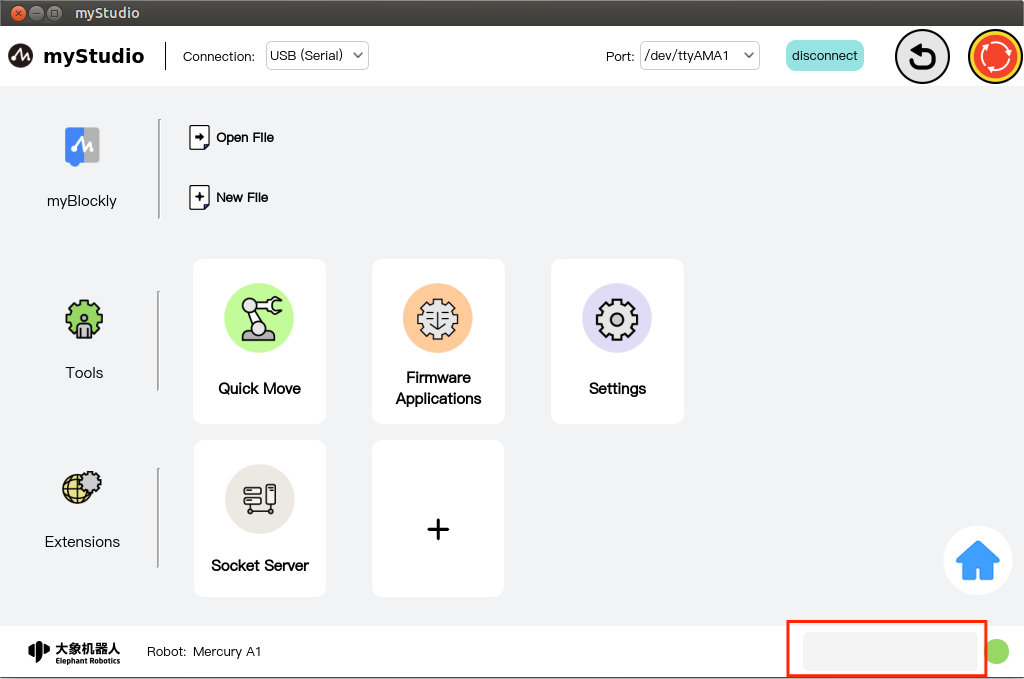 myStudio
myStudio
Connection: USB (Serial)
Port: /dev/ttyAMA1
disconnect
myBlockly
Open File
New File
Tools
Quick Move
Firmware
Applications
Settings
Extensions
Socket Server
大象机器人
Elephant Robotics
Robot: Mercury A1